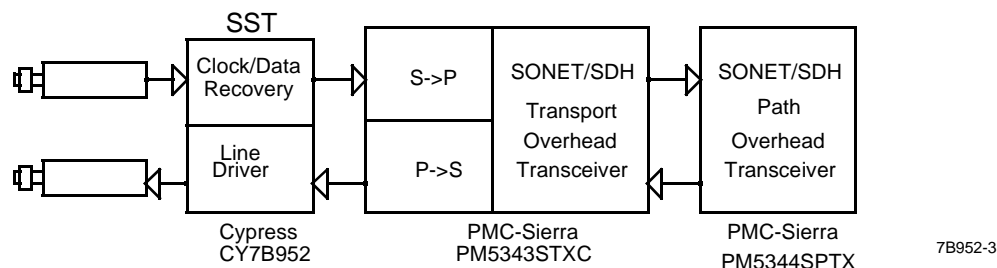 SST
Clock/Data
Recovery
Line
Driver
Cypress
CY7B952
S->P
P->S
SONET/SDH
Transport
Overhead
Transceiver
PMC-Sierra
PM5343STXC
SONET/SDH
Path
Overhead
Transceiver
PMC-Sierra
PM5344SPTX
7B952-3